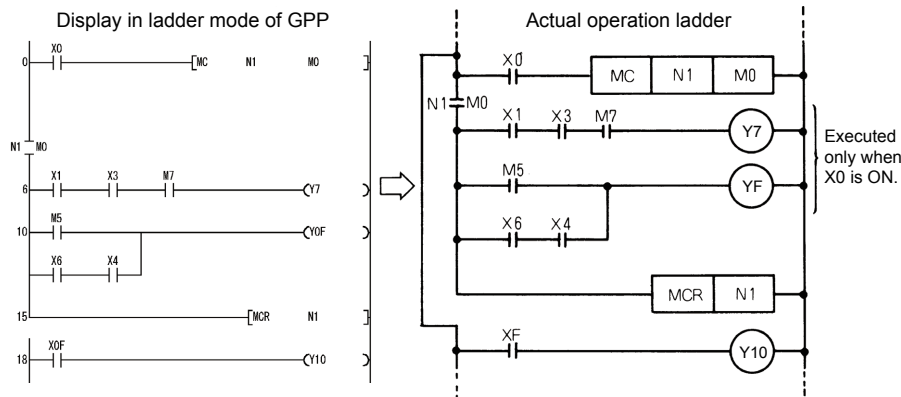 Display in ladder mode of GPP
X0
0 MC N1 M0
N1 M0
X1 X3 M7
6 Y7
M5
10 Y0F
X6 X4
15 MCR N1
X0F
18 Y10
Actual operation ladder
X0
MC N1 M0
N1 M0
X1 X3 M7
Y7
M5
YF
X6 X4
MCR N1
XF
Y10
Executed
only when
X0 is ON.